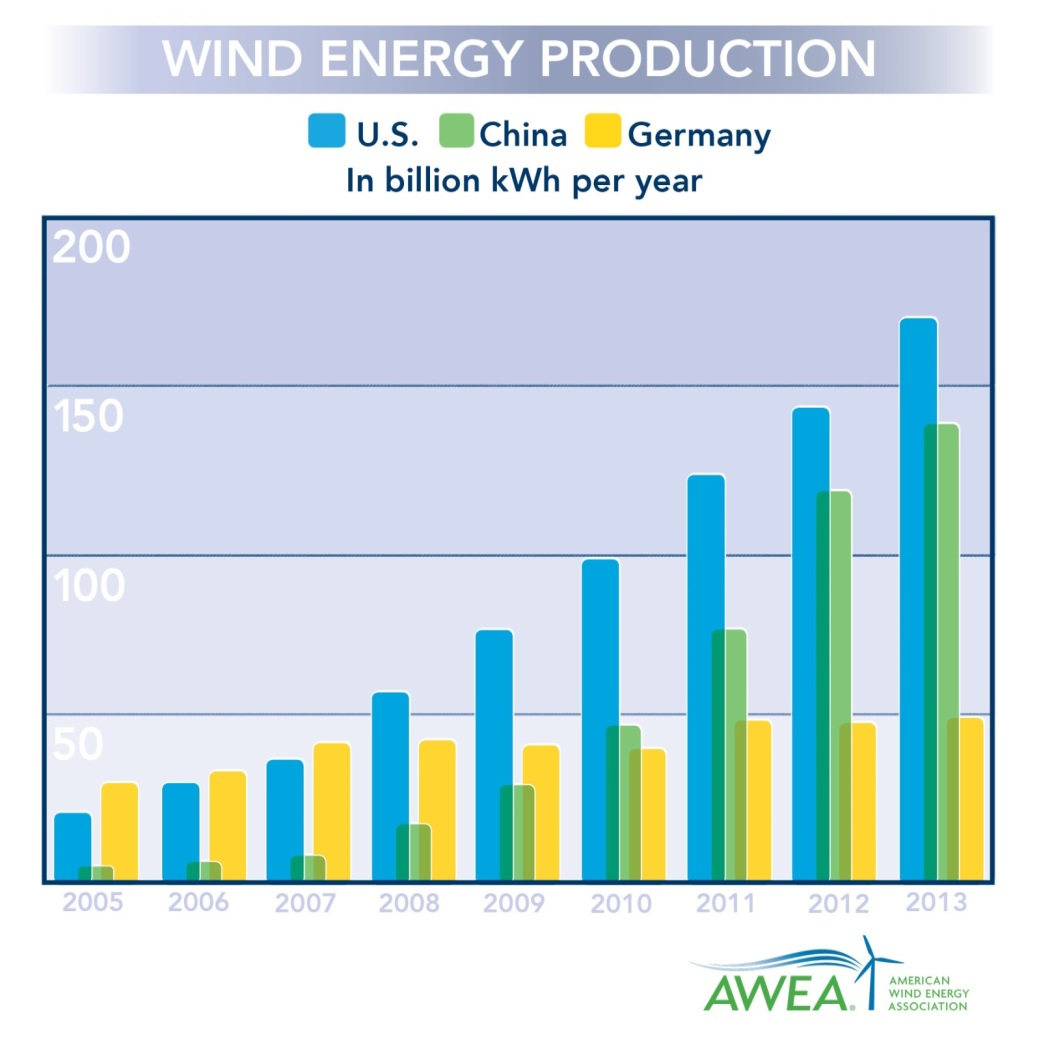 WIND ENERGY PRODUCTION
U.S. China Germany
In billion kWh per year
200
150
100
50
2005 2006 2007 2008 2009 2010 2011 2012 2013
AWEA®
AMERICAN
WIND ENERGY
ASSOCIATION